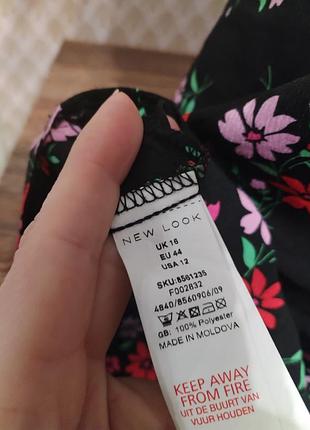 NEW LOOK
UK 16
EU 44
USA 12
SKU:8561235
F002832
4840/8560906/09
GB: 100% Polyester
MADE IN MOLDOVA
KEEP AWAY
FROM FIRE
UIT DE BUURT VAN
VUUR HOUDEN